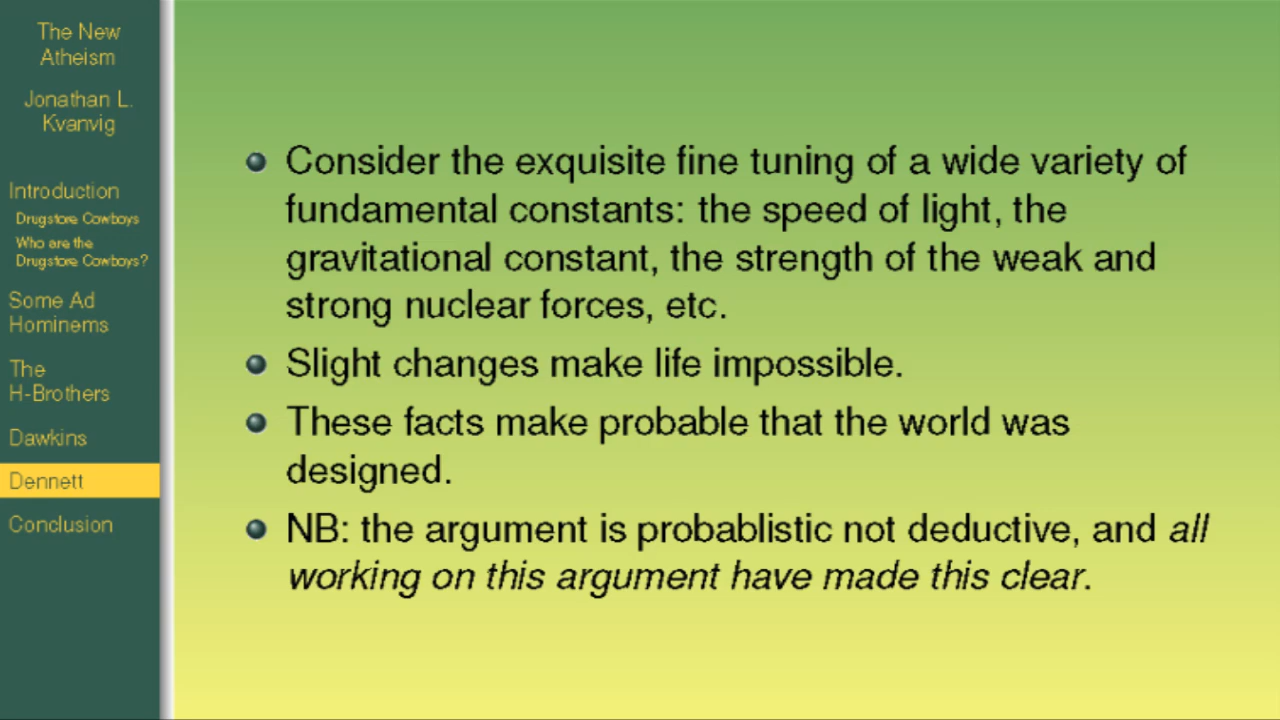 The New
Atheism
Jonathan L.
Kvanvig
Introduction
Drugstore Cowboys
Who are the
Drugstore Cowboys?
Some Ad
Hominems
The
H-Brothers
Dawkins
Dennett
Conclusion
Consider the exquisite fine tuning of a wide variety of
fundamental constants: the speed of light, the
gravitational constant, the strength of the weak and
strong nuclear forces, etc.
Slight changes make life impossible.
These facts make probable that the world was
designed.
NB: the argument is probablistic not deductive, and all
working on this argument have made this clear.